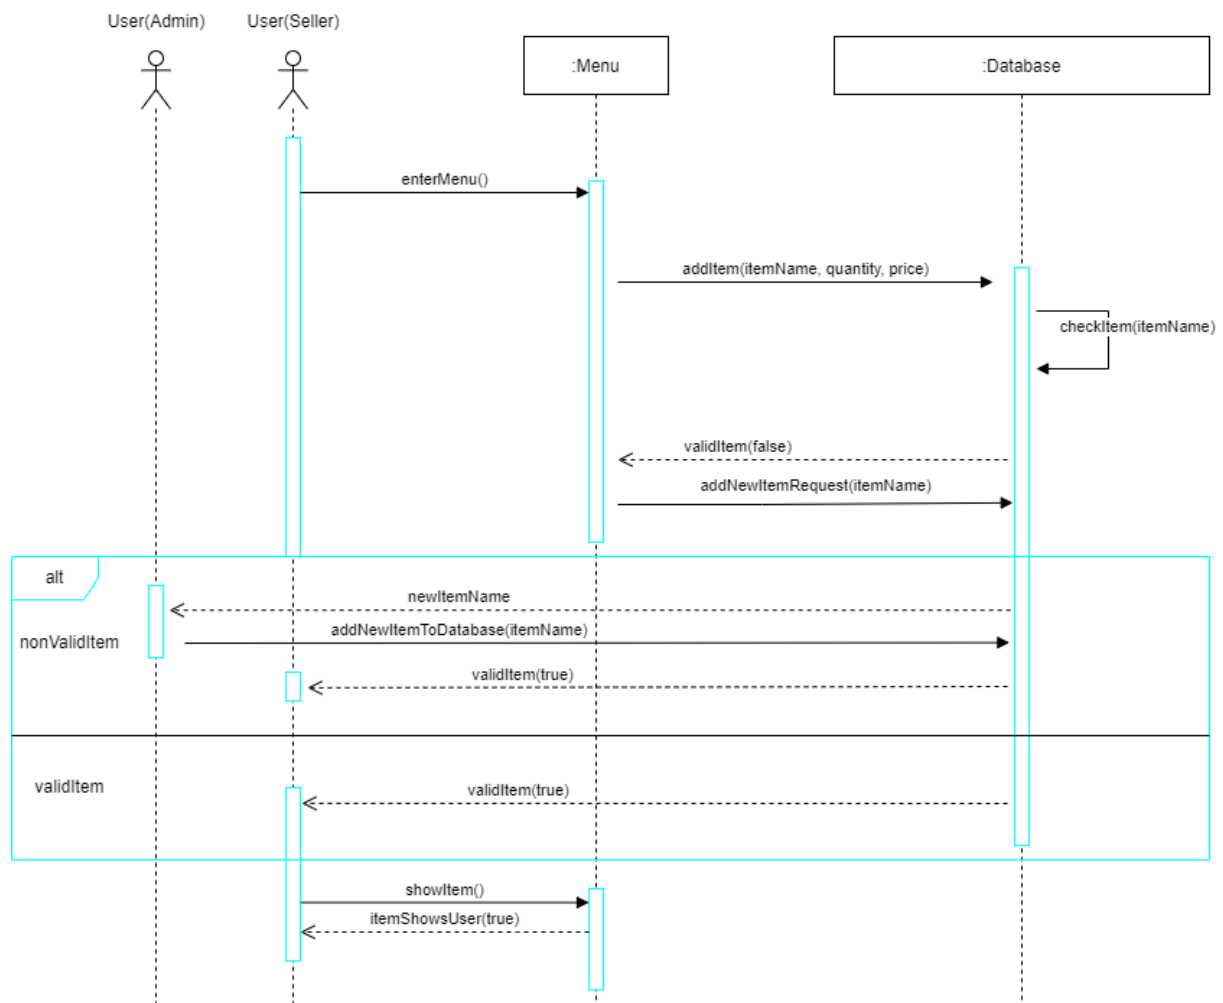 User(Admin)
User(Seller)
:Menu
:Database
enterMenu()
addItem(itemName, quantity, price)
checkItem(itemName)
validItem(false)
addNewItemRequest(itemName)
alt
newItemName
addNewItemToDatabase(itemName)
nonValidItem
validItem(true)
validItem
validItem(true)
showItem()
itemShowsUser(true)